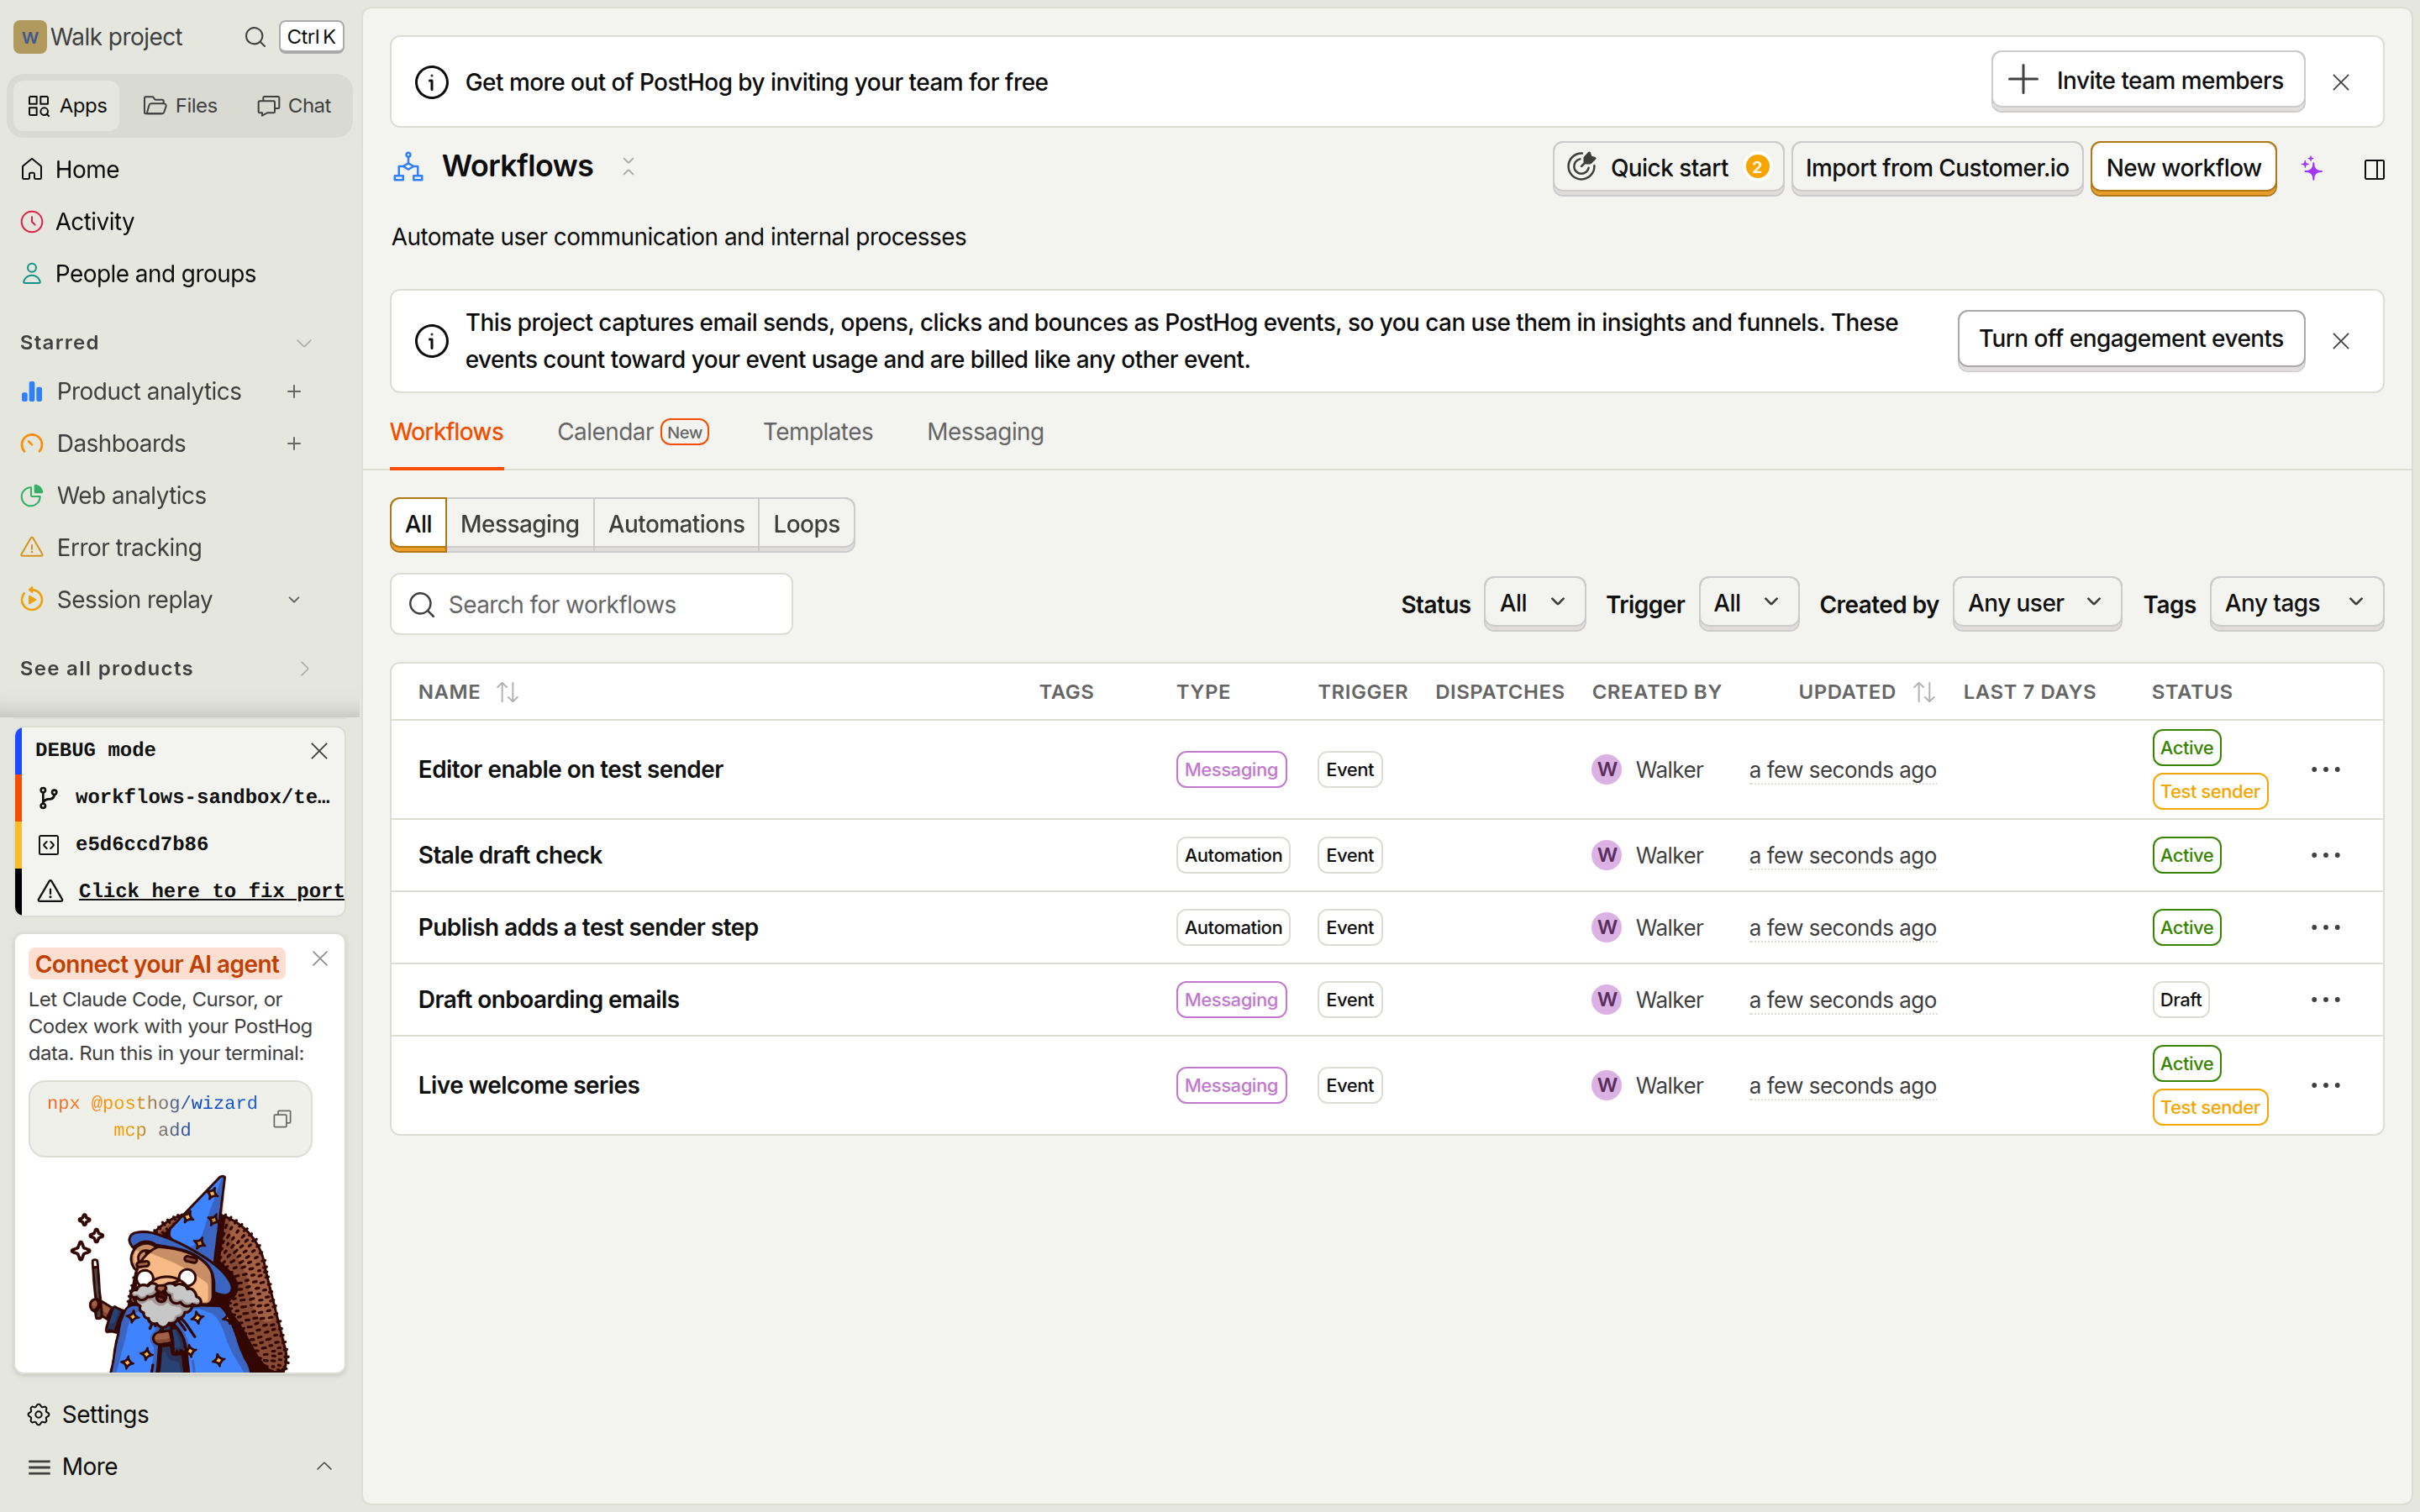 W Walk project Ctrl K
Apps Files Chat
Home
Activity
People and groups
Starred
Product analytics
Dashboards
Web analytics
Error tracking
Session replay
See all products
DEBUG mode
workflows-sandbox/te…
e5d6ccd7b86
Click here to fix port
Connect your AI agent
Let Claude Code, Cursor, or
Codex work with your PostHog
data. Run this in your terminal:
npx @posthog/wizard
mcp add
Settings
More
Get more out of PostHog by inviting your team for free
Invite team members
Workflows
Quick start 2
Import from Customer.io
New workflow
Automate user communication and internal processes
This project captures email sends, opens, clicks and bounces as PostHog events, so you can use them in insights and funnels. These
events count toward your event usage and are billed like any other event.
Turn off engagement events
Workflows Calendar New Templates Messaging
All Messaging Automations Loops
Search for workflows
Status All Trigger All Created by Any user Tags Any tags
NAME TAGS TYPE TRIGGER DISPATCHES CREATED BY UPDATED LAST 7 DAYS STATUS
Editor enable on test sender Messaging Event W Walker a few seconds ago Active
Test sender
Stale draft check Automation Event W Walker a few seconds ago Active
Publish adds a test sender step Automation Event W Walker a few seconds ago Active
Draft onboarding emails Messaging Event W Walker a few seconds ago Draft
Live welcome series Messaging Event W Walker a few seconds ago Active
Test sender